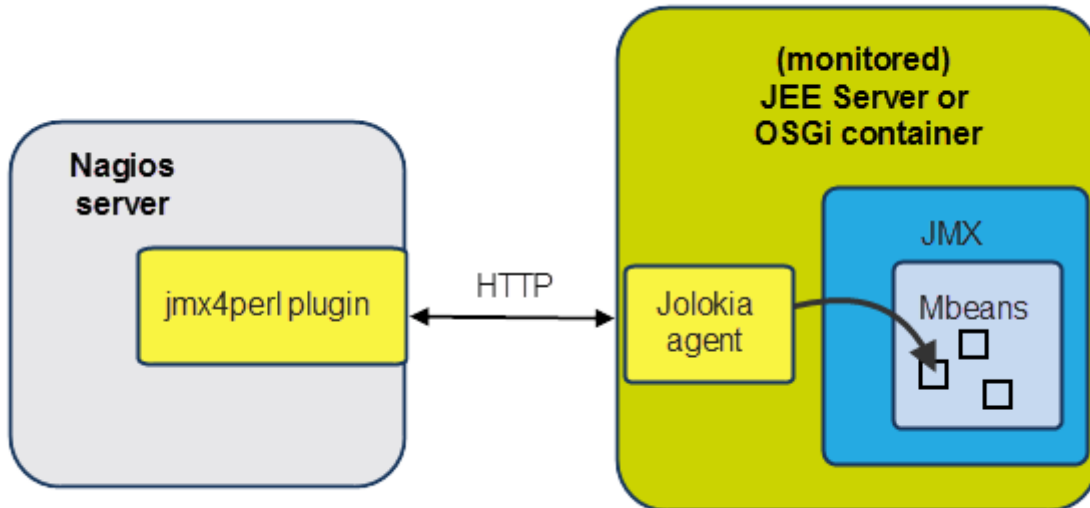 Nagios
server
jmx4perl plugin
HTTP
(monitored)
JEE Server or
OSGi container
Jolokia
agent
JMX
Mbeans